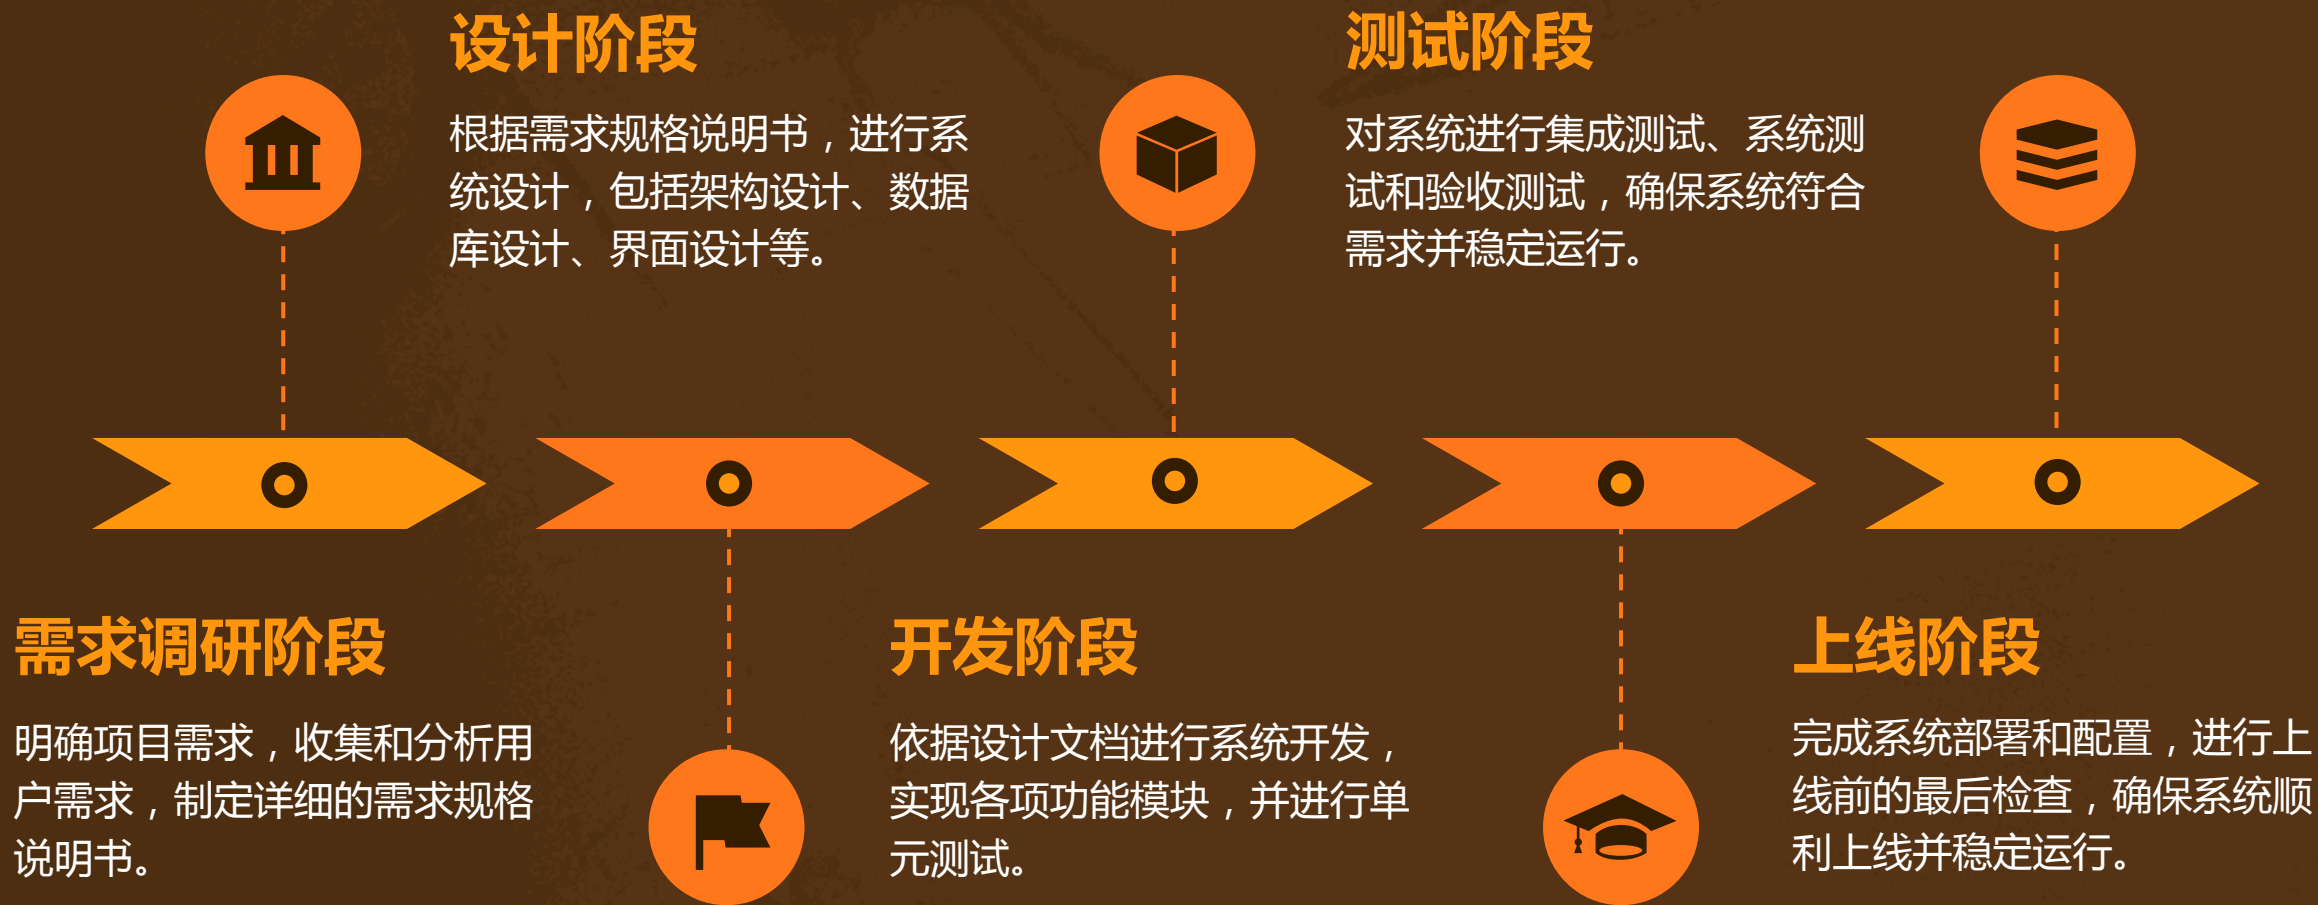 设计阶段
根据需求规格说明书，进行系
统设计，包括架构设计、数据
库设计、界面设计等。
测试阶段
对系统进行集成测试、系统测
试和验收测试，确保系统符合
需求并稳定运行。
需求调研阶段
明确项目需求，收集和分析用
户需求，制定详细的需求规格
说明书。
开发阶段
依据设计文档进行系统开发，
实现各项功能模块，并进行单
元测试。
上线阶段
完成系统部署和配置，进行上
线前的最后检查，确保系统顺
利上线并稳定运行。